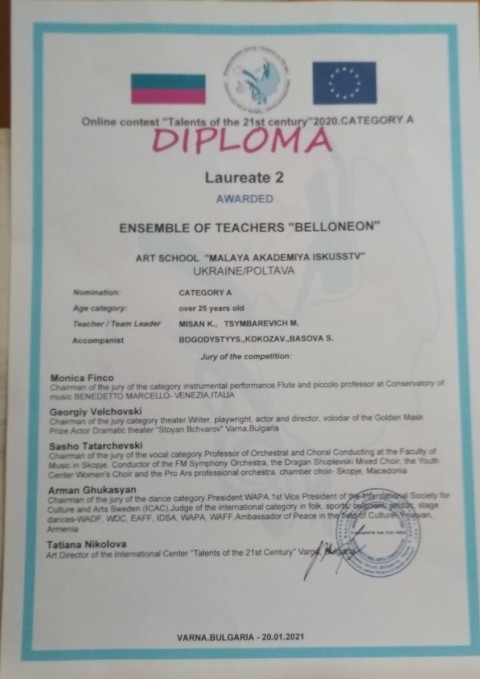 Online contest "Talents of the 21st century"2020.CATEGORY A
DIPLOMA
Laureate 2
AWARDED
ENSEMBLE OF TEACHERS "BELLONEON"
ART SCHOOL "MALAYA AKADEMIYA ISKUSSTV"
UKRAINE/POLTAVA
Nomination: CATEGORY A
Age category: over 25 years old
Teacher / Team Leader MISAN K., TSYMBAREVICH M.
Accompanist BOGODYSTYYS.,KOKOZAV.,BASOVA S.
Jury of the competition:
Monica Finco
Chairman of the jury of the category instrumental performance.Flute and piccolo professor at Conservatory of
music BENEDETTO MARCELLO- VENEZIA,ITALIA
Georgiy Velchovski
Chairman of the jury category theater.Writer, playwright, actor and director, volodar of the Golden Mask
Prize.Actor Dramatic theater "Stoyan Bchvarov" Varna.Bulgaria
Sasho Tatarchevski
Chairman of the jury of the vocal category.Professor of Orchestral and Choral Conducting at the Faculty of
Music in Skopje. Conductor of the FM Symphony Orchestra, the Dragan Shuplevski Mixed Choir, the Youth
Center Women's Choir and the Pro Ars professional orchestra. chamber choir- Skopje, Macedonia
Arman Ghukasyan
Chairman of the jury of the dance category.President WAPA.1st Vice President of the International Society for
Culture and Arts Sweden (ICAC).Judge of the international category in folk, sports, stage
dances-WADF, WDC, EAFF, IDSA, WAPA, WAFF,Ambassador of Peace in the field of Culture, Yerevan,
Armenia
Tatiana Nikolova
Art Director of the International Center "Talents of the 21st Century" Varna, Bulgaria
VARNA.BULGARIA - 20.01.2021